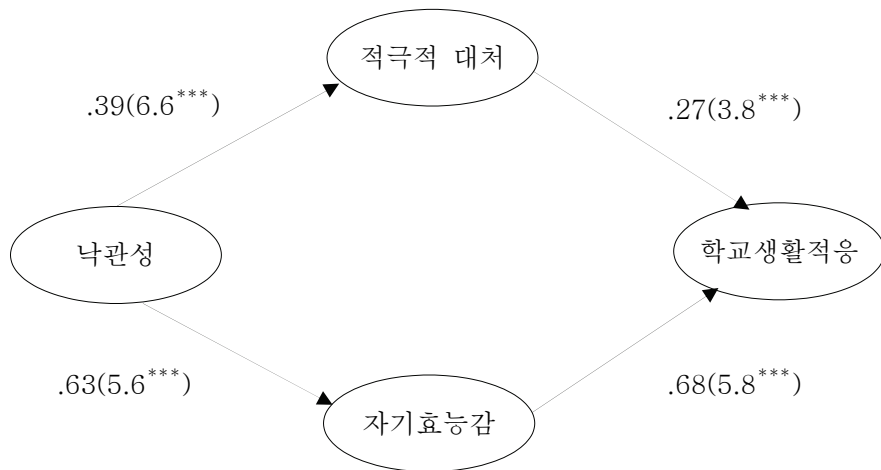 적극적 대처
.39(6.6***)
.27(3.8***)
낙관성
학교생활적응
.63(5.6***)
.68(5.8***)
자기효능감